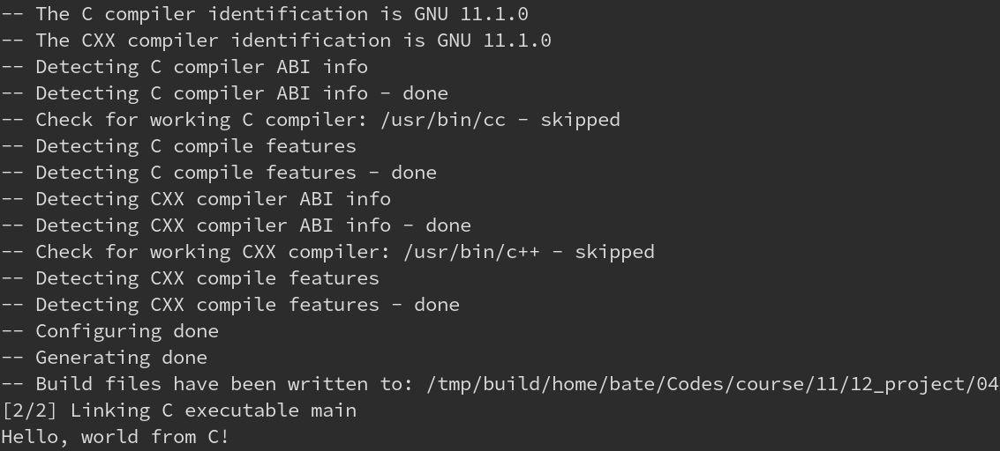 -- The C compiler identification is GNU 11.1.0
-- The CXX compiler identification is GNU 11.1.0
-- Detecting C compiler ABI info
-- Detecting C compiler ABI info - done
-- Check for working C compiler: /usr/bin/cc - skipped
-- Detecting C compile features
-- Detecting C compile features - done
-- Detecting CXX compiler ABI info
-- Detecting CXX compiler ABI info - done
-- Check for working CXX compiler: /usr/bin/c++ - skipped
-- Detecting CXX compile features
-- Detecting CXX compile features - done
-- Configuring done
-- Generating done
-- Build files have been written to: /tmp/build/home/bate/Codes/course/11/12_project/04
[2/2] Linking C executable main
Hello, world from C!